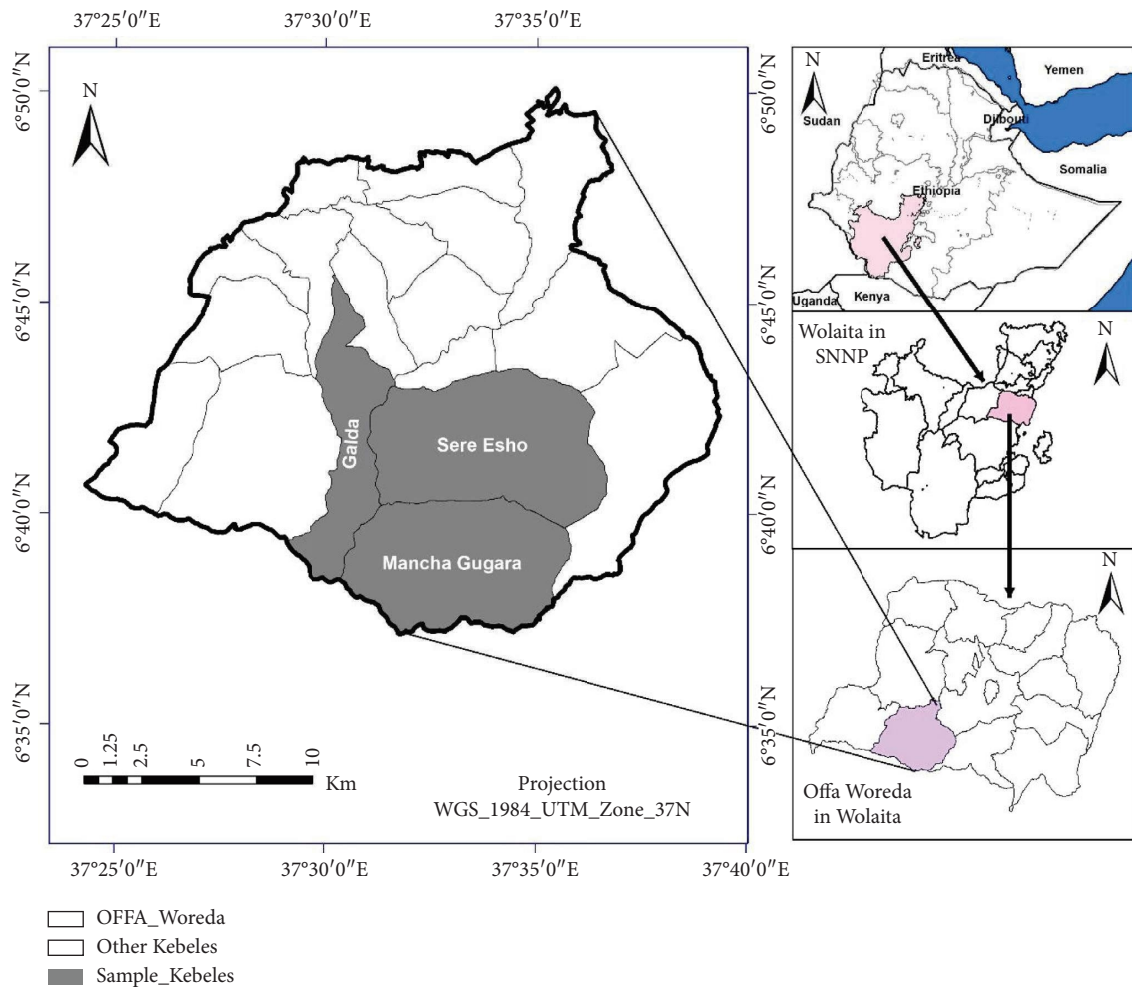 37°25′0″E 37°30′0″E 37°35′0″E
6°50′0″N
6°45′0″N
6°40′0″N
6°35′0″N
N
Galda
Sere Esho
Mancha Gugara
0 1.25 2.5 5 7.5 10
Km
Projection
WGS_1984_UTM_Zone_37N
6°50′0″N
6°45′0″N
6°40′0″N
6°35′0″N
37°25′0″E 37°30′0″E 37°35′0″E 37°40′0″E
N
Eritrea
Yemen
Sudan
Djibouti
Somalia
Ethiopia
Uganda
Kenya
Wolaita in
SNNP
N
N
Offa Woreda
in Wolaita
OFFA_Woreda
Other Kebeles
Sample_Kebeles